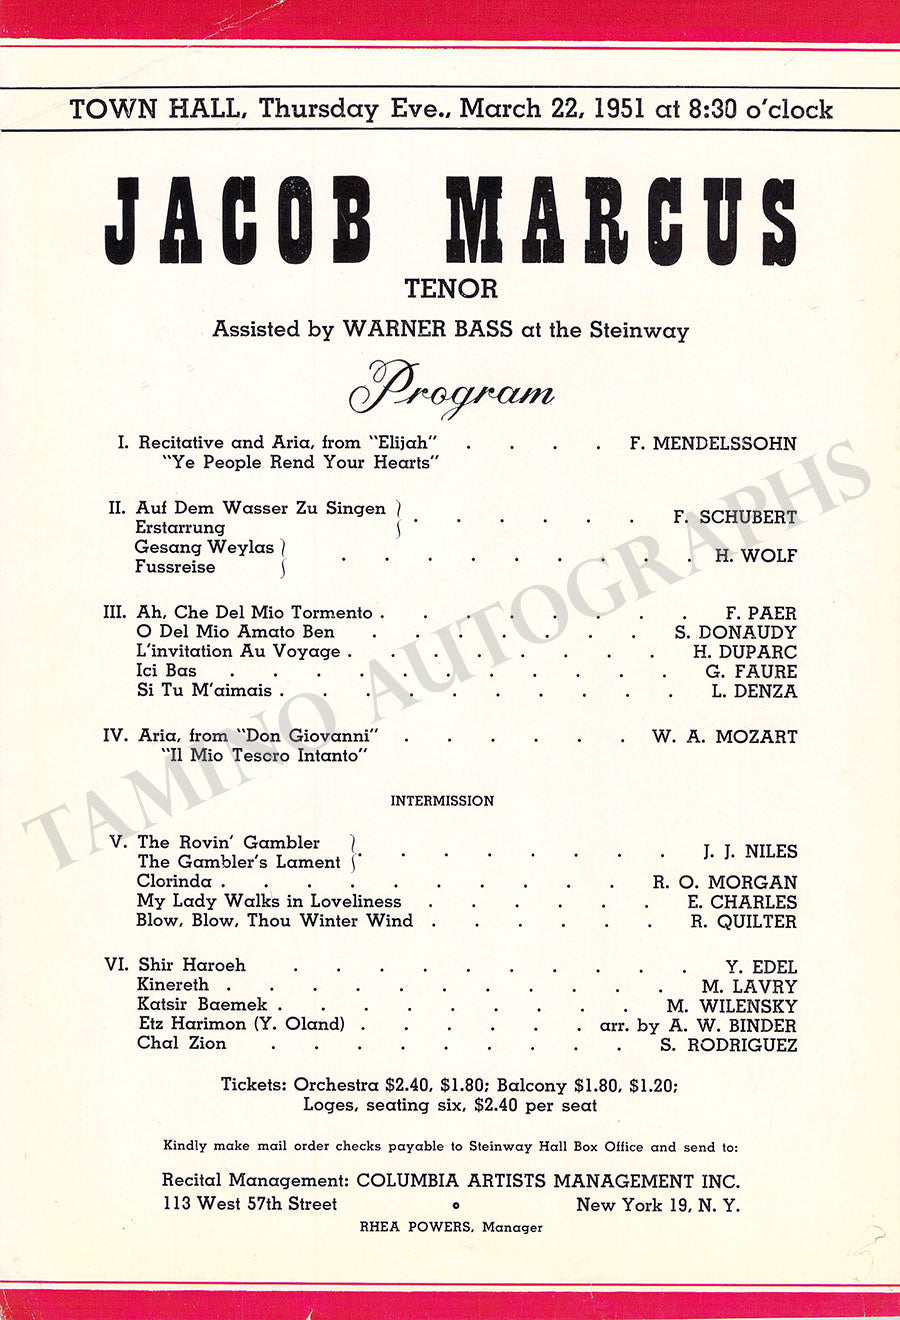 TOWN HALL, Thursday Eve., March 22, 1951 at 8:30 o'clock
JACOB MARCUS
TENOR
Assisted by WARNER BASS at the Steinway
Program
I. Recitative and Aria, from "Elijah" . . . . F. MENDELSSOHN
"Ye People Rend Your Hearts"
II. Auf Dem Wasser Zu Singen
Erstarrung } . . . . . . F. SCHUBERT
Gesang Weylas
Fussreise } . . . . . . . . . H. WOLF
III. Ah, Che Del Mio Tormento . . . . . . . . F. PAER
O Del Mio Amato Ben . . . . . . . S. DONAUDY
L'invitation Au Voyage . . . . . . . . H. DUPARC
Ici Bas . . . . . . . . . . . G. FAURE
Si Tu M'aimais . . . . . . . . . . L. DENZA
IV. Aria, from "Don Giovanni" . . . . . . W. A. MOZART
"Il Mio Tesoro Intanto"
INTERMISSION
V. The Rovin' Gambler
The Gambler's Lament } . . . . . . . . J. J. NILES
Clorinda . . . . . . . . . . R. O. MORGAN
My Lady Walks in Loveliness . . . . . . E. CHARLES
Blow, Blow, Thou Winter Wind . . . . . . R. QUILTER
VI. Shir Haroeh . . . . . . . . . . Y. EDEL
Kinereth . . . . . . . . . . . M. LAVRY
Katsir Baemek . . . . . . . . . M. WILENSKY
Etz Harimon (Y. Oland) . . . . . . arr. by A. W. BINDER
Chal Zion . . . . . . . . . S. RODRIGUEZ
Tickets: Orchestra $2.40, $1.80; Balcony $1.80, $1.20;
Loges, seating six, $2.40 per seat
Kindly make mail order checks payable to Steinway Hall Box Office and send to:
Recital Management: COLUMBIA ARTISTS MANAGEMENT INC.
113 West 57th Street • New York 19, N. Y.
RHEA POWERS, Manager
TAMINO AUTOGRAPHS